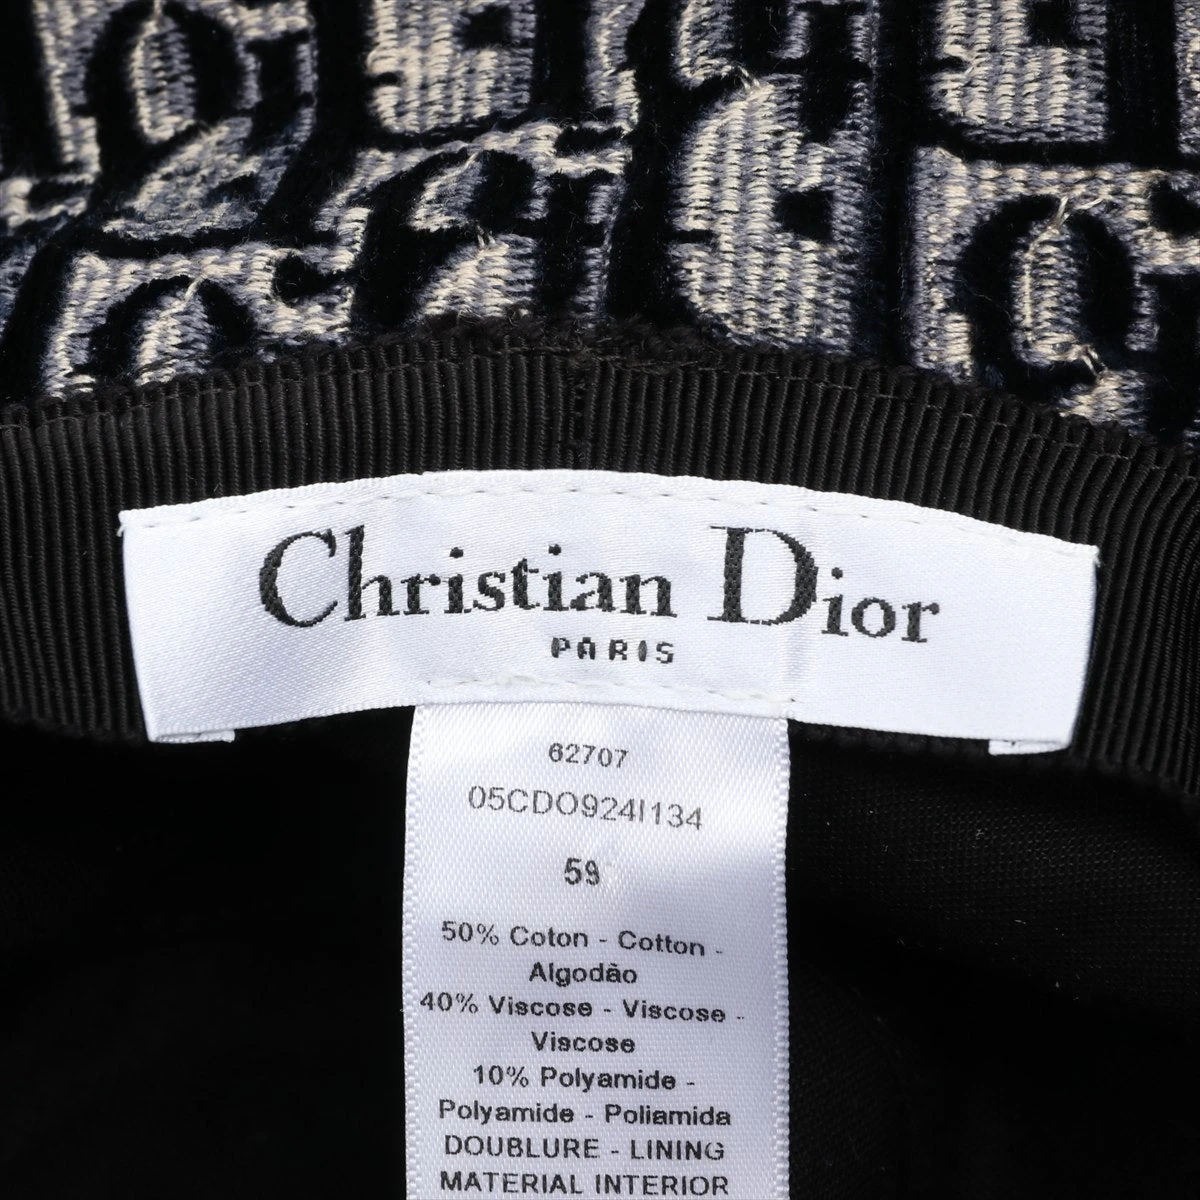 Christian Dior
PARIS
62707
05CDO924I134
59
50% Coton - Cotton -
Algodão
40% Viscose - Viscose -
Viscose
10% Polyamide -
Polyamide - Poliamida
DOUBLURE - LINING
MATERIAL INTERIOR